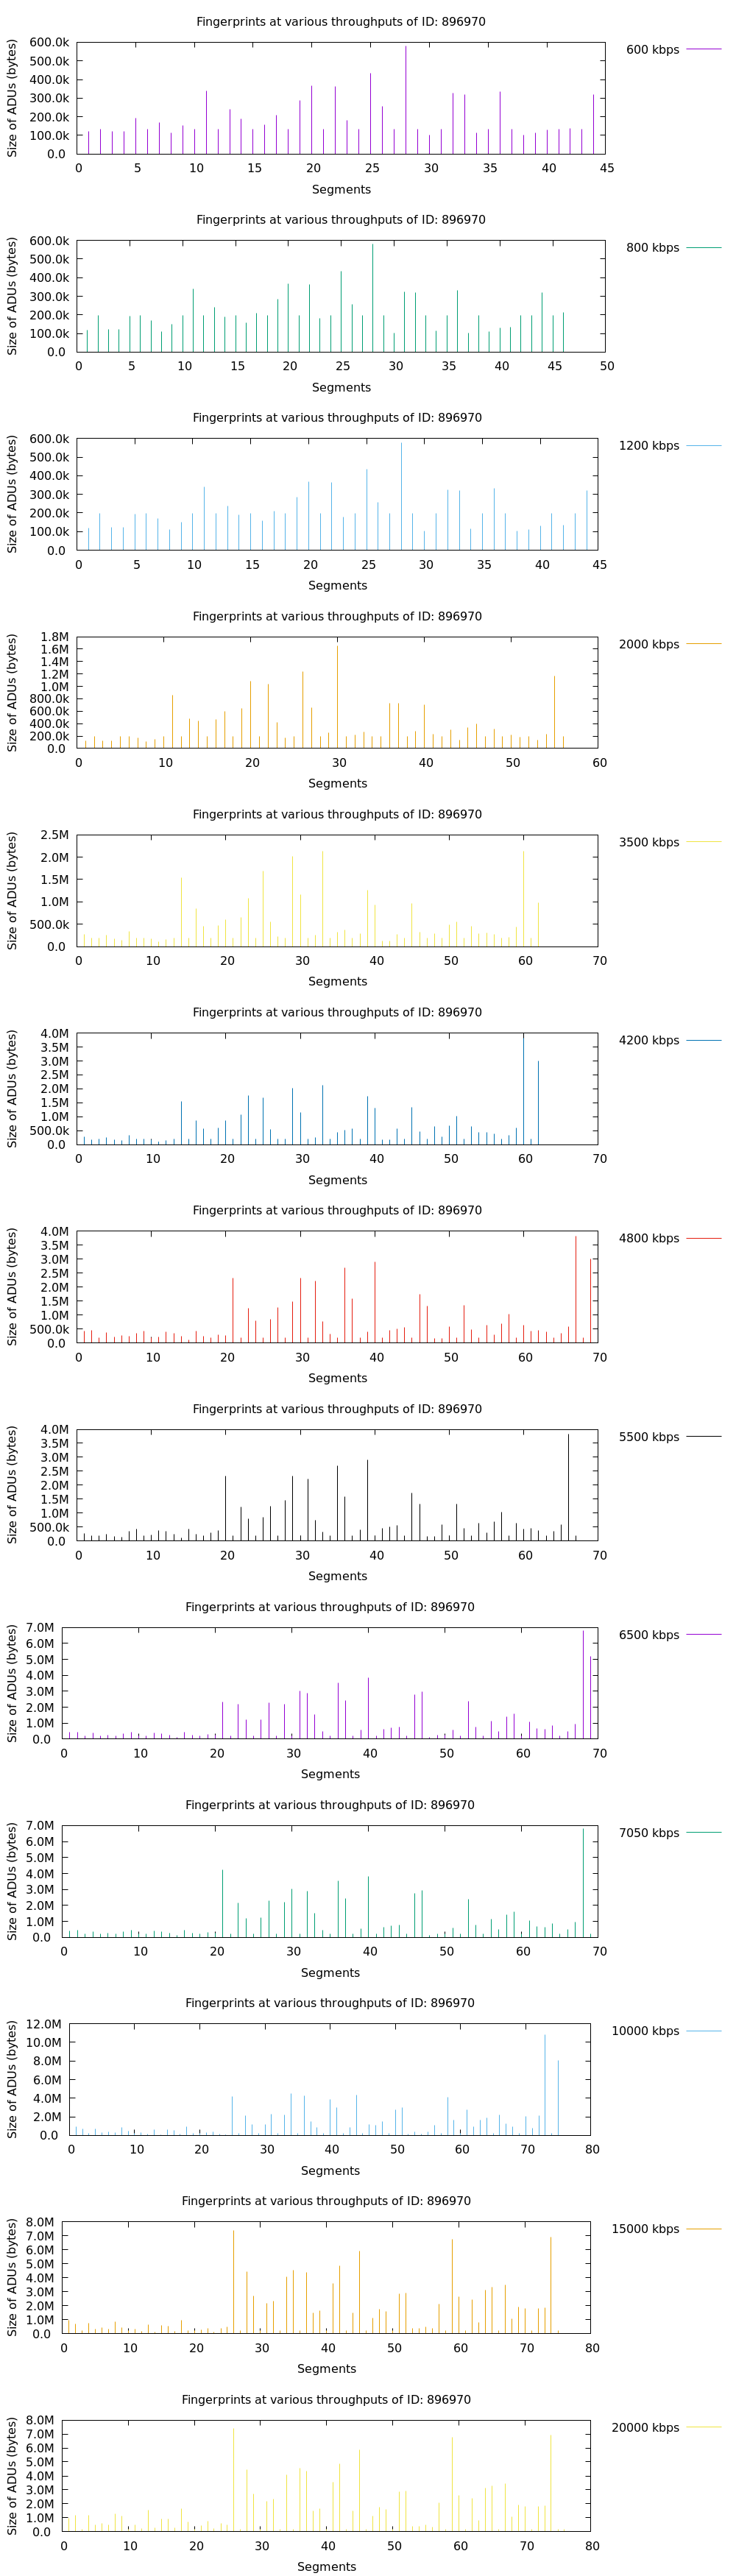 Fingerprints at various throughputs of ID: 896970
600 kbps
Size of ADUs (bytes)
600.0k
500.0k
400.0k
300.0k
200.0k
100.0k
0.0
0 5 10 15 20 25 30 35 40 45
Segments
Fingerprints at various throughputs of ID: 896970
800 kbps
Size of ADUs (bytes)
600.0k
500.0k
400.0k
300.0k
200.0k
100.0k
0.0
0 5 10 15 20 25 30 35 40 45 50
Segments
Fingerprints at various throughputs of ID: 896970
1200 kbps
Size of ADUs (bytes)
600.0k
500.0k
400.0k
300.0k
200.0k
100.0k
0.0
0 5 10 15 20 25 30 35 40 45
Segments
Fingerprints at various throughputs of ID: 896970
2000 kbps
Size of ADUs (bytes)
1.8M
1.6M
1.4M
1.2M
1.0M
800.0k
600.0k
400.0k
200.0k
0.0
0 10 20 30 40 50 60
Segments
Fingerprints at various throughputs of ID: 896970
3500 kbps
Size of ADUs (bytes)
2.5M
2.0M
1.5M
1.0M
500.0k
0.0
0 10 20 30 40 50 60 70
Segments
Fingerprints at various throughputs of ID: 896970
4200 kbps
Size of ADUs (bytes)
4.0M
3.5M
3.0M
2.5M
2.0M
1.5M
1.0M
500.0k
0.0
0 10 20 30 40 50 60 70
Segments
Fingerprints at various throughputs of ID: 896970
4800 kbps
Size of ADUs (bytes)
4.0M
3.5M
3.0M
2.5M
2.0M
1.5M
1.0M
500.0k
0.0
0 10 20 30 40 50 60 70
Segments
Fingerprints at various throughputs of ID: 896970
5500 kbps
Size of ADUs (bytes)
4.0M
3.5M
3.0M
2.5M
2.0M
1.5M
1.0M
500.0k
0.0
0 10 20 30 40 50 60 70
Segments
Fingerprints at various throughputs of ID: 896970
6500 kbps
Size of ADUs (bytes)
7.0M
6.0M
5.0M
4.0M
3.0M
2.0M
1.0M
0.0
0 10 20 30 40 50 60 70
Segments
Fingerprints at various throughputs of ID: 896970
7050 kbps
Size of ADUs (bytes)
7.0M
6.0M
5.0M
4.0M
3.0M
2.0M
1.0M
0.0
0 10 20 30 40 50 60 70
Segments
Fingerprints at various throughputs of ID: 896970
10000 kbps
Size of ADUs (bytes)
12.0M
10.0M
8.0M
6.0M
4.0M
2.0M
0.0
0 10 20 30 40 50 60 70 80
Segments
Fingerprints at various throughputs of ID: 896970
15000 kbps
Size of ADUs (bytes)
8.0M
7.0M
6.0M
5.0M
4.0M
3.0M
2.0M
1.0M
0.0
0 10 20 30 40 50 60 70 80
Segments
Fingerprints at various throughputs of ID: 896970
20000 kbps
Size of ADUs (bytes)
8.0M
7.0M
6.0M
5.0M
4.0M
3.0M
2.0M
1.0M
0.0
0 10 20 30 40 50 60 70 80
Segments